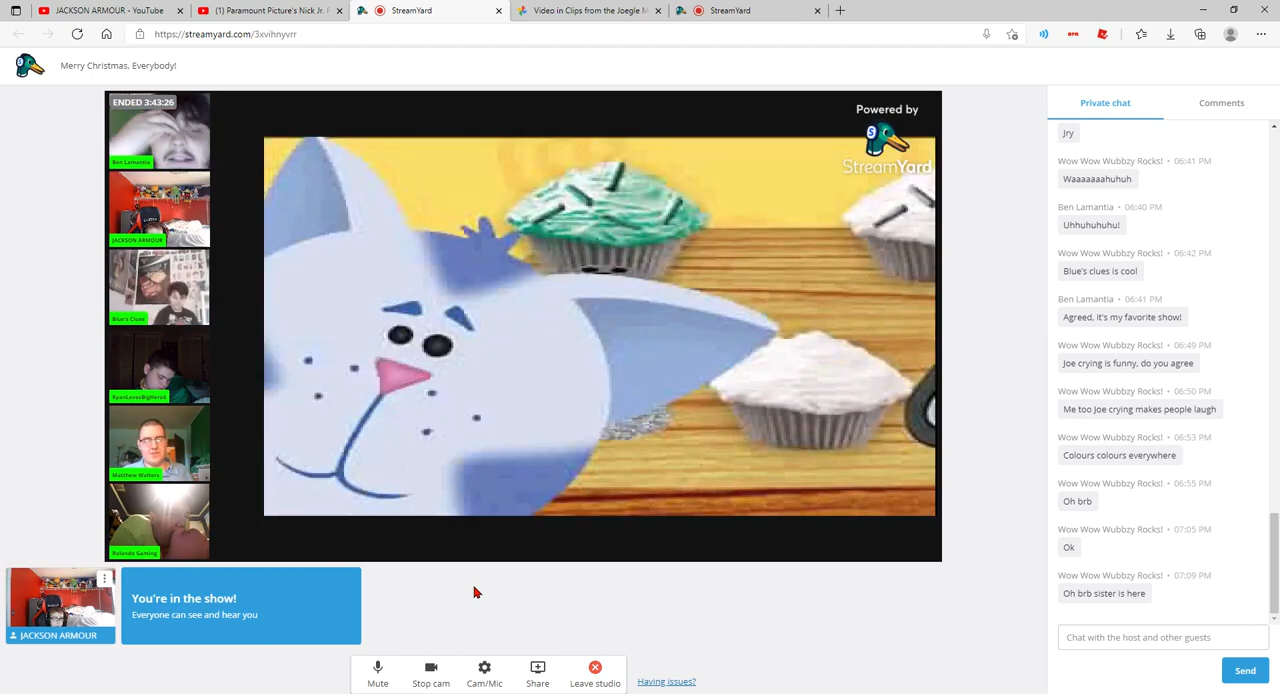 JACKSON ARMOUR - YouTube
(1) Paramount Picture's Nick Jr. F
StreamYard
Video in Clips from the Joegle M
StreamYard
https://streamyard.com/3xvihnyvrr
Merry Christmas, Everybody!
ENDED 3:43:26
Ben Lamantia
JACKSON ARMOUR
Blue's Clues
RyanLovesBigHero6
Matthew Walters
Rolando Gaming
Powered by
StreamYard
Private chat
Comments
Jry
Wow Wow Wubbzy Rocks! • 06:41 PM
Waaaaaaahuhuh
Ben Lamantia • 06:40 PM
Uhhuhuhuhu!
Wow Wow Wubbzy Rocks! • 06:42 PM
Blue's clues is cool
Ben Lamantia • 06:41 PM
Agreed, it's my favorite show!
Wow Wow Wubbzy Rocks! • 06:49 PM
Joe crying is funny, do you agree
Wow Wow Wubbzy Rocks! • 06:50 PM
Me too Joe crying makes people laugh
Wow Wow Wubbzy Rocks! • 06:53 PM
Colours colours everywhere
Wow Wow Wubbzy Rocks! • 06:55 PM
Oh brb
Wow Wow Wubbzy Rocks! • 07:05 PM
Ok
Wow Wow Wubbzy Rocks! • 07:09 PM
Oh brb sister is here
Chat with the host and other guests
Send
JACKSON ARMOUR
You're in the show!
Everyone can see and hear you
Mute
Stop cam
Cam/Mic
Share
Leave studio
Having issues?